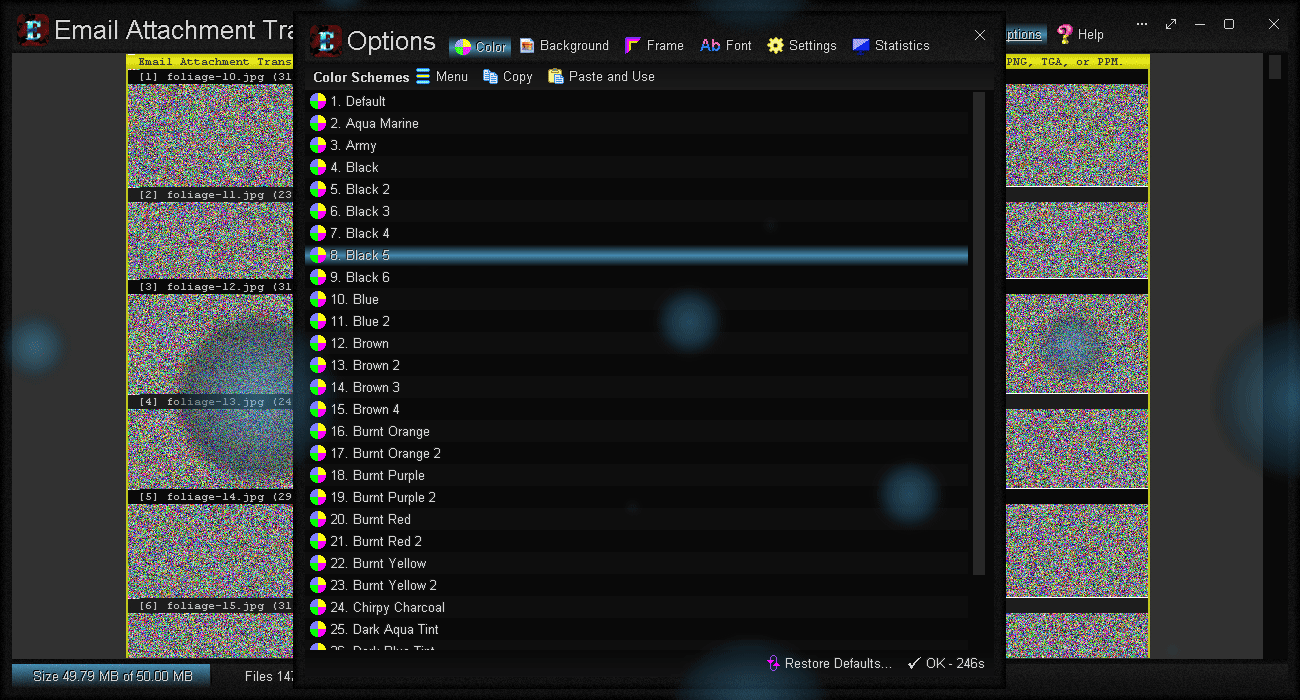 Email Attachment Tra
Options
Help
Options
Color
Background
Frame
Font
Settings
Statistics
Color Schemes
Menu
Copy
Paste and Use
Email Attachment Trans
PNG, TGA, or PPM.
[1] foliage-10.jpg (31
[2] foliage-11.jpg (23
[3] foliage-12.jpg (31
[4] foliage-13.jpg (24
[5] foliage-14.jpg (29
[6] foliage-15.jpg (31
1. Default
2. Aqua Marine
3. Army
4. Black
5. Black 2
6. Black 3
7. Black 4
8. Black 5
9. Black 6
10. Blue
11. Blue 2
12. Brown
13. Brown 2
14. Brown 3
15. Brown 4
16. Burnt Orange
17. Burnt Orange 2
18. Burnt Purple
19. Burnt Purple 2
20. Burnt Red
21. Burnt Red 2
22. Burnt Yellow
23. Burnt Yellow 2
24. Chirpy Charcoal
25. Dark Aqua Tint
26. Dark Blue Tint
Restore Defaults...
OK - 246s
Size 49.79 MB of 50.00 MB
Files 147